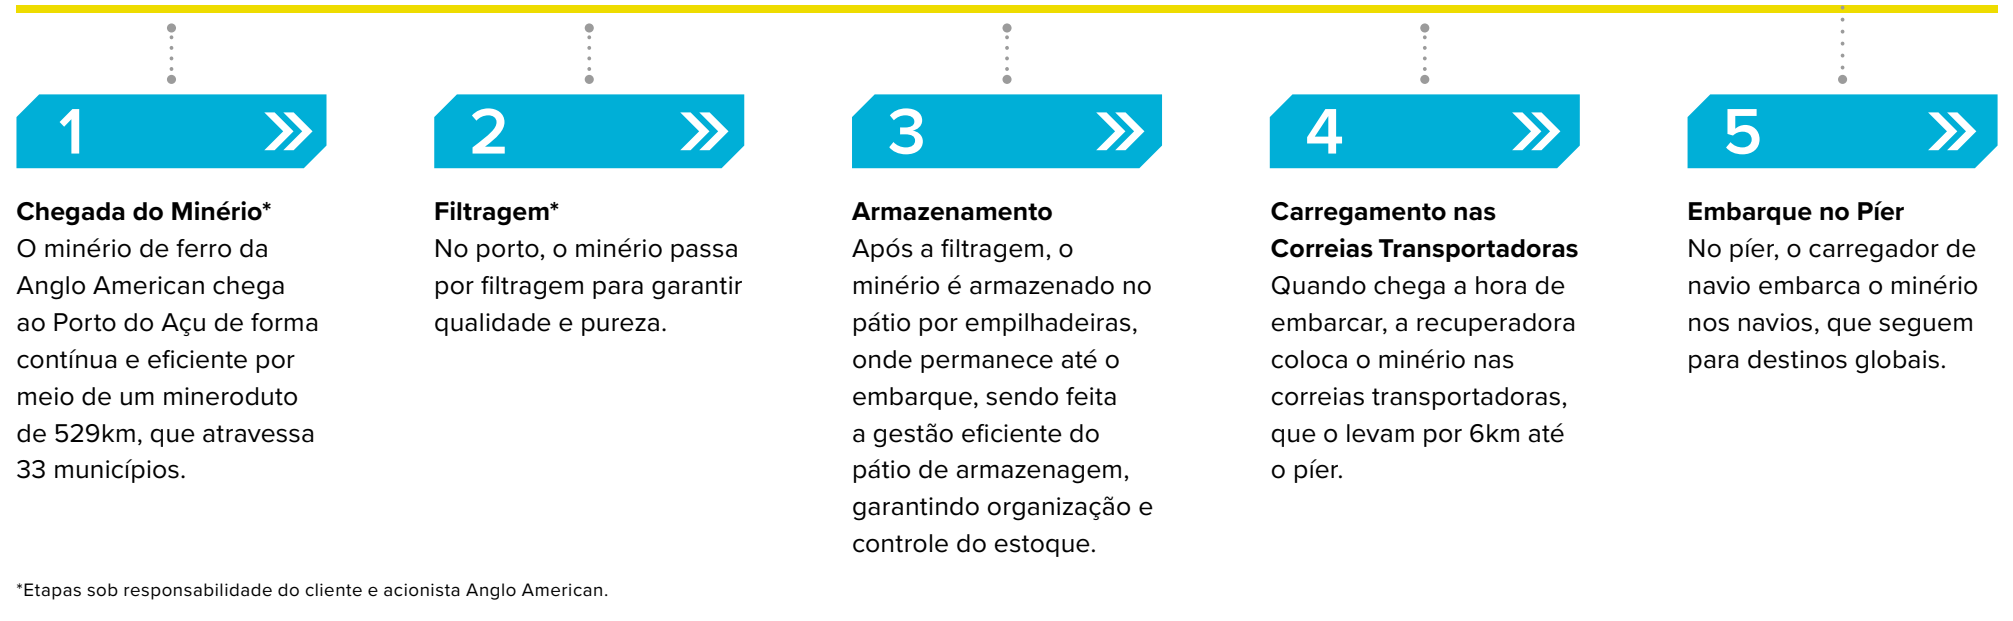 1
Chegada do Minério*
O minério de ferro da
Anglo American chega
ao Porto do Açu de forma
contínua e eficiente por
meio de um mineroduto
de 529km, que atravessa
33 municípios.
2
Filtragem*
No porto, o minério passa
por filtragem para garantir
qualidade e pureza.
3
Armazenamento
Após a filtragem, o
minério é armazenado no
pátio por empilhadeiras,
onde permanece até o
embarque, sendo feita
a gestão eficiente do
pátio de armazenagem,
garantindo organização e
controle do estoque.
4
Carregamento nas
Correias Transportadoras
Quando chega a hora de
embarcar, a recuperadora
coloca o minério nas
correias transportadoras,
que o levam por 6km até
o píer.
5
Embarque no Píer
No píer, o carregador de
navio embarca o minério
nos navios, que seguem
para destinos globais.
*Etapas sob responsabilidade do cliente e acionista Anglo American.